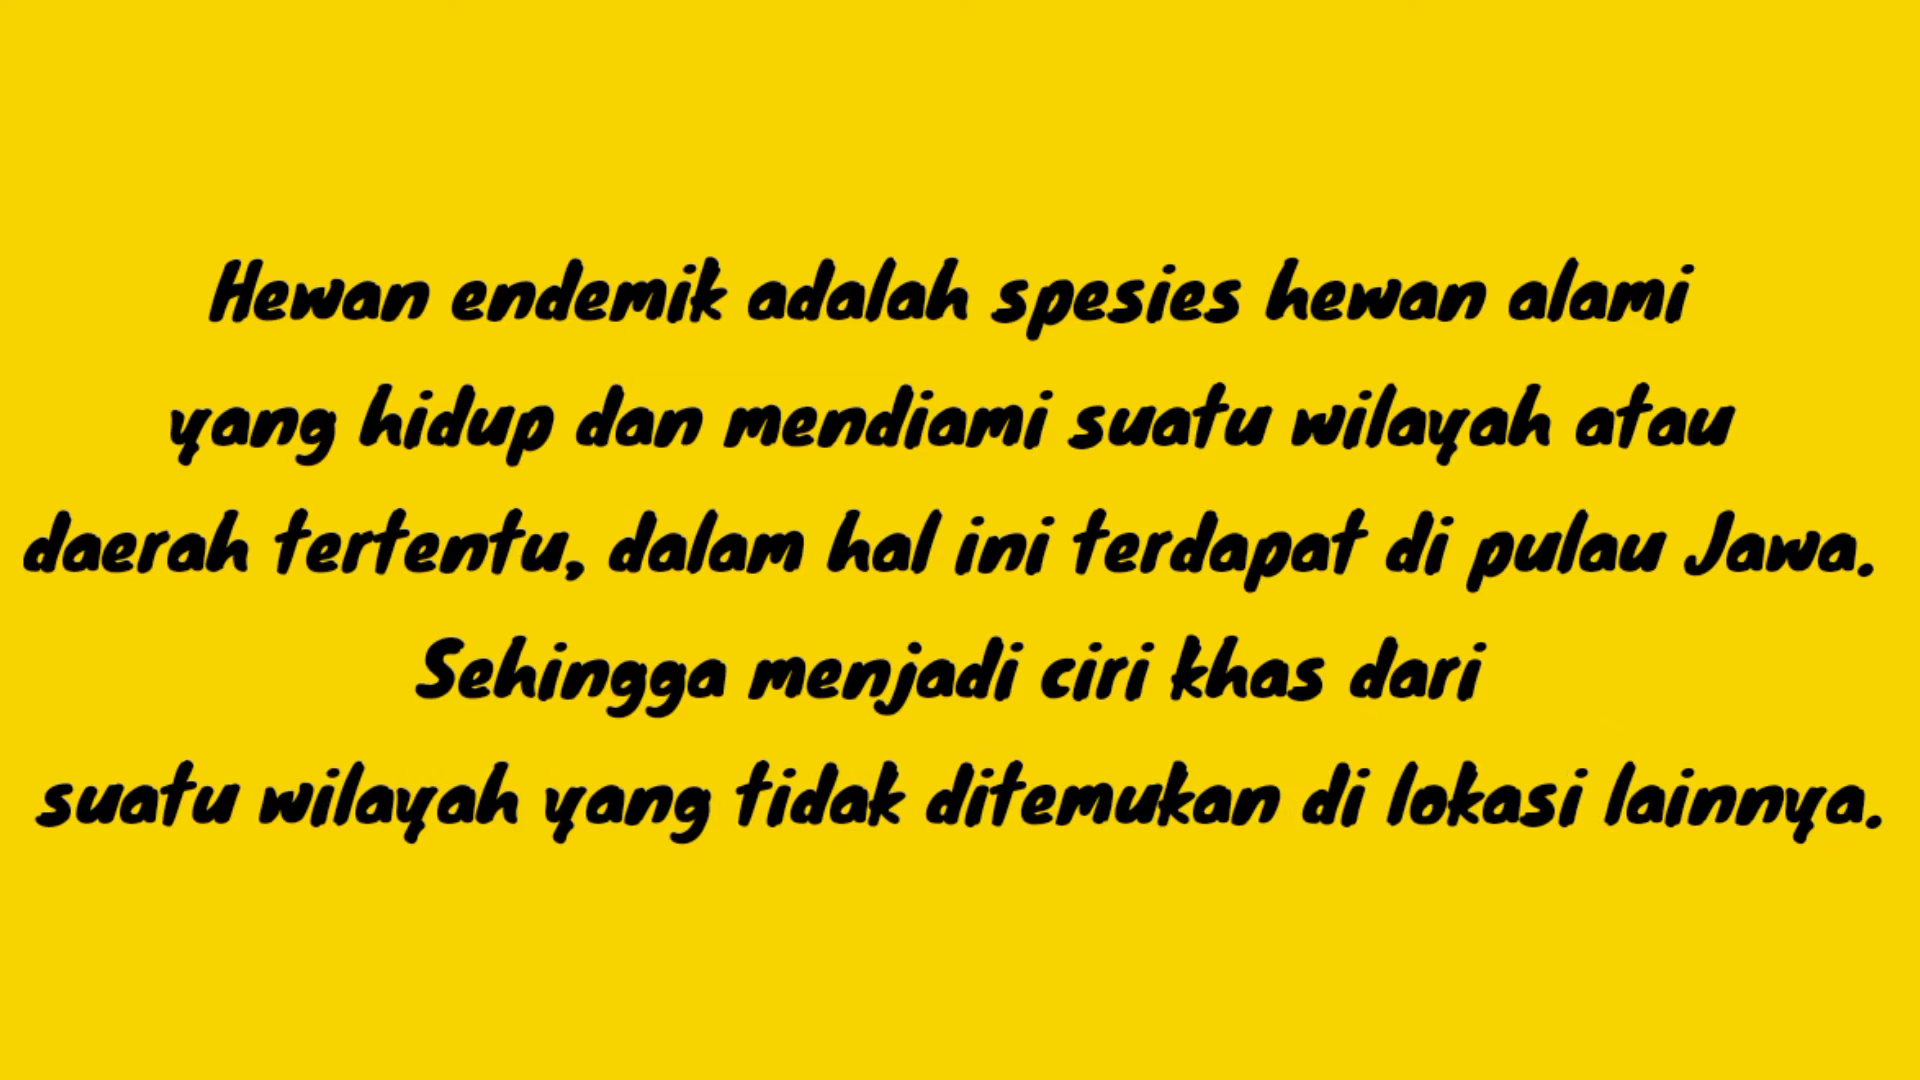 Hewan endemik adalah spesies hewan alami
yang hidup dan mendiami suatu wilayah atau
daerah tertentu, dalam hal ini terdapat di pulau Jawa.
Sehingga menjadi ciri khas dari
suatu wilayah yang tidak ditemukan di lokasi lainnya.